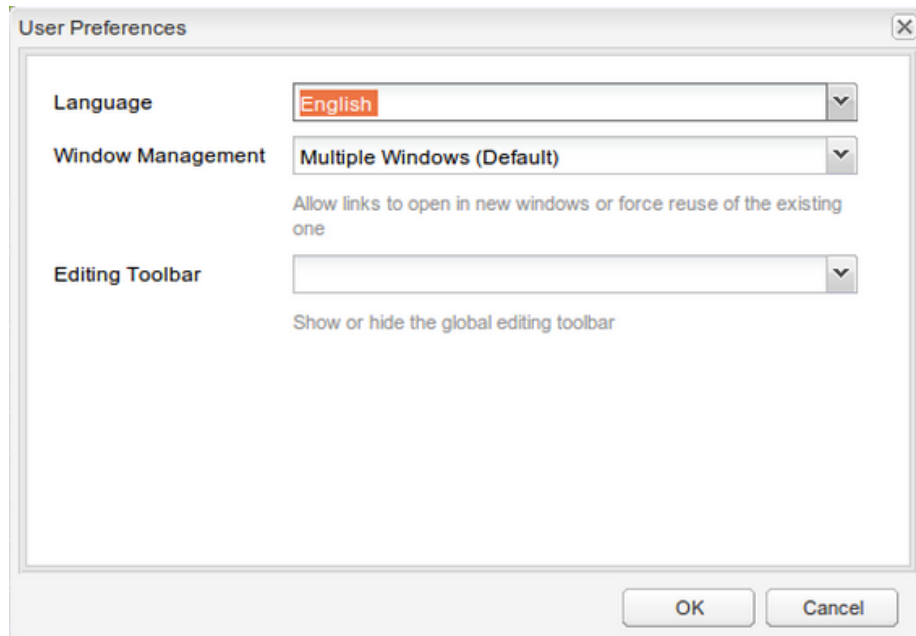 User Preferences
Language English
Window Management Multiple Windows (Default)
Allow links to open in new windows or force reuse of the existing
one
Editing Toolbar
Show or hide the global editing toolbar
OK Cancel